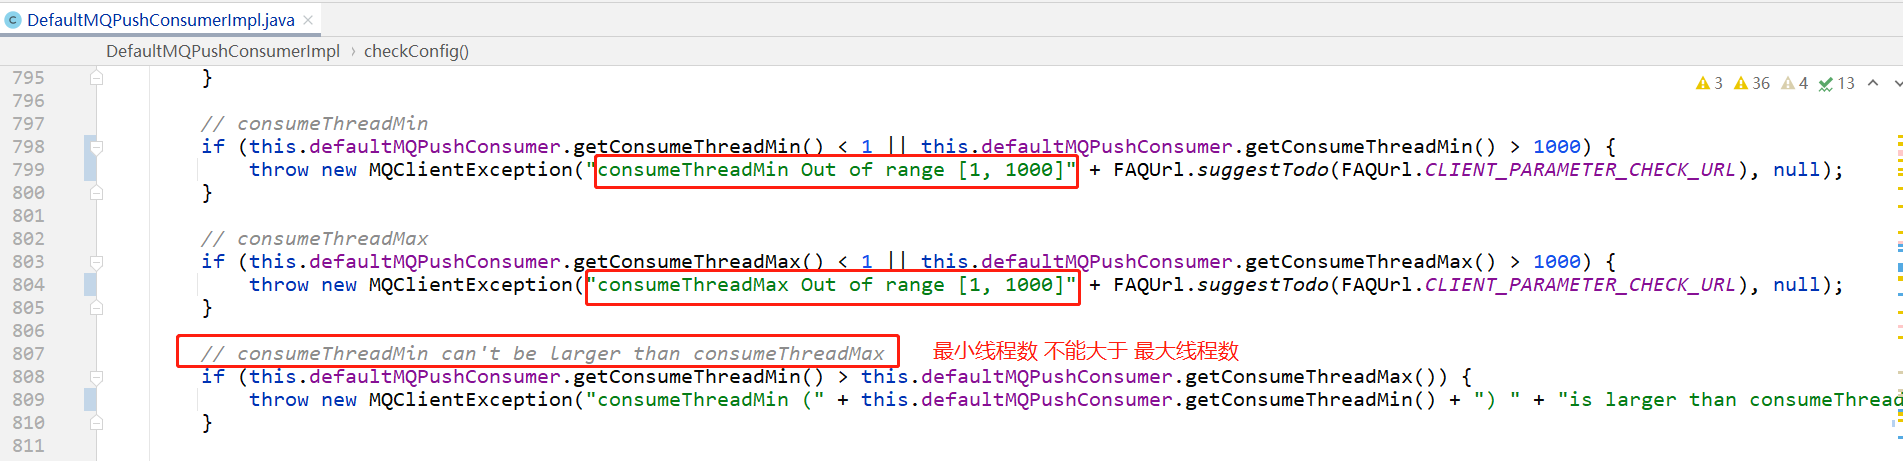 DefaultMQPushConsumerImpl.java
DefaultMQPushConsumerImpl › checkConfig()
3 36 4 13
795 }
796
797 // consumeThreadMin
798 if (this.defaultMQPushConsumer.getConsumeThreadMin() < 1 || this.defaultMQPushConsumer.getConsumeThreadMin() > 1000) {
799 throw new MQClientException("consumeThreadMin Out of range [1, 1000]" + FAQUrl.suggestTodo(FAQUrl.CLIENT_PARAMETER_CHECK_URL), null);
800 }
801
802 // consumeThreadMax
803 if (this.defaultMQPushConsumer.getConsumeThreadMax() < 1 || this.defaultMQPushConsumer.getConsumeThreadMax() > 1000) {
804 throw new MQClientException("consumeThreadMax Out of range [1, 1000]" + FAQUrl.suggestTodo(FAQUrl.CLIENT_PARAMETER_CHECK_URL), null);
805 }
806
807 // consumeThreadMin can't be larger than consumeThreadMax 最小线程数 不能大于 最大线程数
808 if (this.defaultMQPushConsumer.getConsumeThreadMin() > this.defaultMQPushConsumer.getConsumeThreadMax()) {
809 throw new MQClientException("consumeThreadMin (" + this.defaultMQPushConsumer.getConsumeThreadMin() + ") " + "is larger than consumeThread
810 }
811